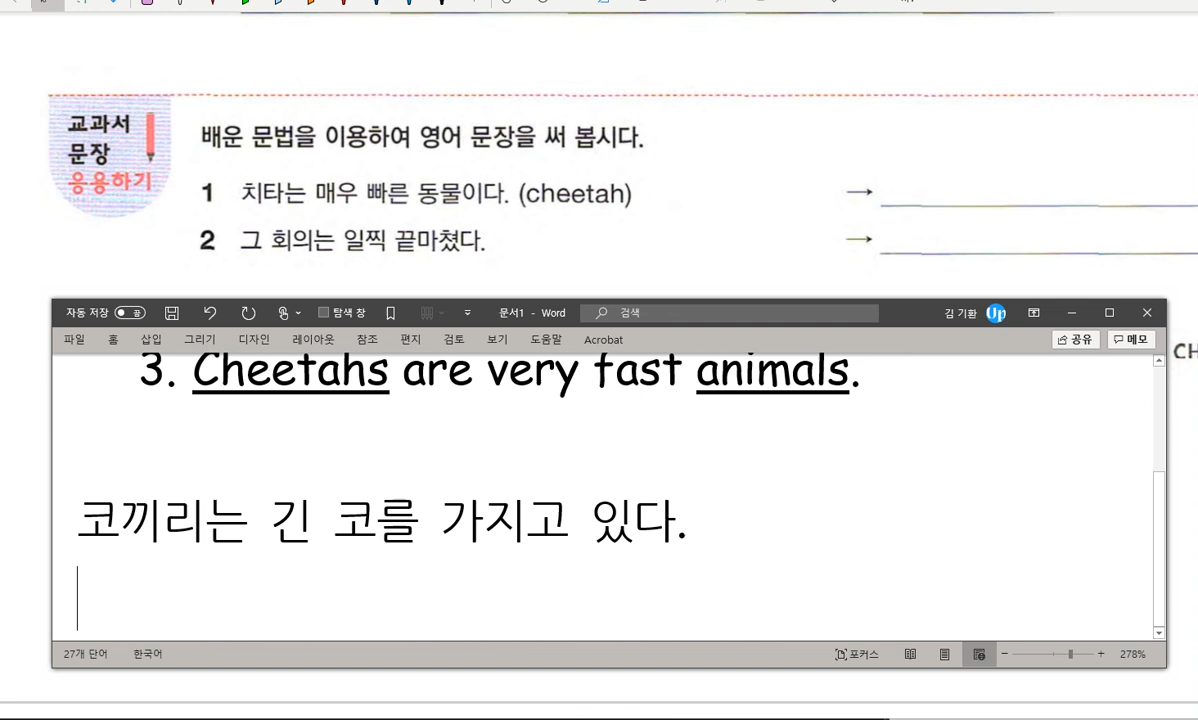 교과서
문장
응용하기
배운 문법을 이용하여 영어 문장을 써 봅시다.
1 치타는 매우 빠른 동물이다. (cheetah) →
2 그 회의는 일찍 끝마쳤다. →
자동 저장 끔 탐색 창 문서1 - Word 검색 김 기환 Up
파일 홈 삽입 그리기 디자인 레이아웃 참조 편지 검토 보기 도움말 Acrobat 공유 메모
CH
3. Cheetahs are very fast animals.
코끼리는 긴 코를 가지고 있다.
27개 단어 한국어 포커스 278%